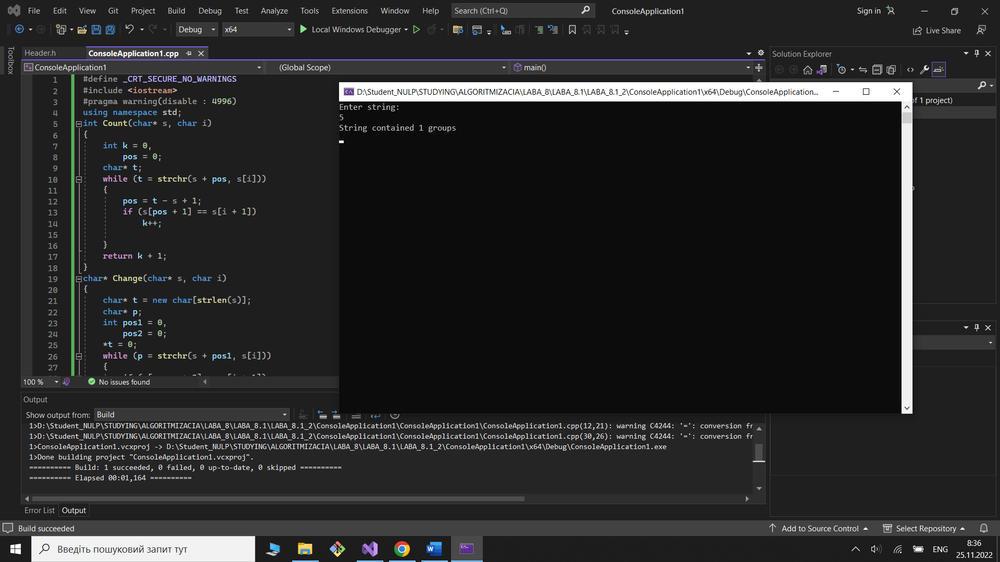 File Edit View Git Project Build Debug Test Analyze Tools Extensions Window Help Search (Ctrl+Q) ConsoleApplication1 Sign in
Debug x64 Local Windows Debugger Live Share
Toolbox
Header.h ConsoleApplication1.cpp
ConsoleApplication1 (Global Scope) main()
1 #define _CRT_SECURE_NO_WARNINGS
2 #include <iostream>
3 #pragma warning(disable : 4996)
4 using namespace std;
5 int Count(char* s, char i)
6 {
7 int k = 0,
8 pos = 0;
9 char* t;
10 while (t = strchr(s + pos, s[i]))
11 {
12 pos = t - s + 1;
13 if (s[pos + 1] == s[i + 1])
14 k++;
15
16 }
17 return k + 1;
18 }
19 char* Change(char* s, char i)
20 {
21 char* t = new char[strlen(s)];
22 char* p;
23 int pos1 = 0,
24 pos2 = 0;
25 *t = 0;
26 while (p = strchr(s + pos1, s[i]))
27 {
100 % No issues found
D:\Student_NULP\STUDYING\ALGORITMIZACIA\LABA_8\LABA_8.1\LABA_8.1_2\ConsoleApplication1\x64\Debug\ConsoleApplication...
Enter string:
5
String contained 1 groups
Solution Explorer
of 1 project)
Output
Show output from: Build
1>D:\Student_NULP\STUDYING\ALGORITMIZACIA\LABA_8\LABA_8.1\LABA_8.1_2\ConsoleApplication1\ConsoleApplication1\ConsoleApplication1.cpp(12,21): warning C4244: '=': conversion fr
1>D:\Student_NULP\STUDYING\ALGORITMIZACIA\LABA_8\LABA_8.1\LABA_8.1_2\ConsoleApplication1\ConsoleApplication1\ConsoleApplication1.cpp(30,26): warning C4244: '=': conversion fr
1>ConsoleApplication1.vcxproj -> D:\Student_NULP\STUDYING\ALGORITMIZACIA\LABA_8\LABA_8.1\LABA_8.1_2\ConsoleApplication1\x64\Debug\ConsoleApplication1.exe
1>Done building project "ConsoleApplication1.vcxproj".
========== Build: 1 succeeded, 0 failed, 0 up-to-date, 0 skipped ==========
========== Elapsed 00:01,164 ==========
Error List Output
Build succeeded Add to Source Control Select Repository
Введіть пошуковий запит тут
ENG
8:36
25.11.2022